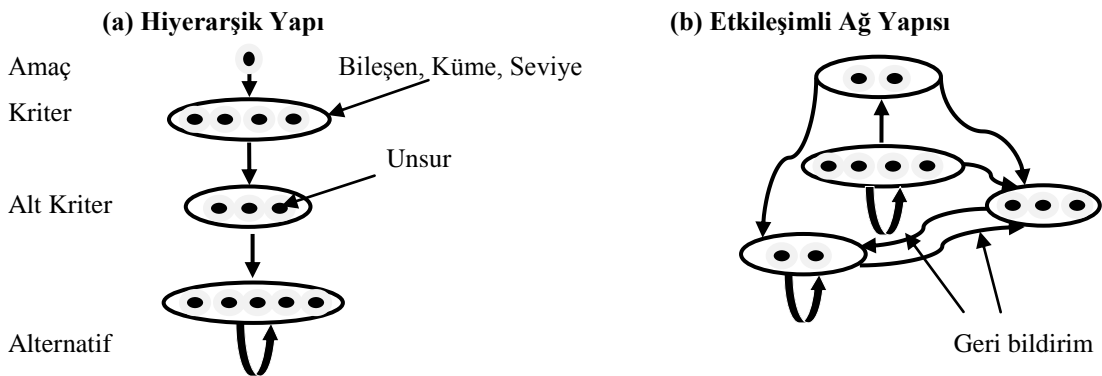 (a) Hiyerarşik Yapı
(b) Etkileşimli Ağ Yapısı
Amaç
Bileşen, Küme, Seviye
Kriter
Unsur
Alt Kriter
Alternatif
Geri bildirim